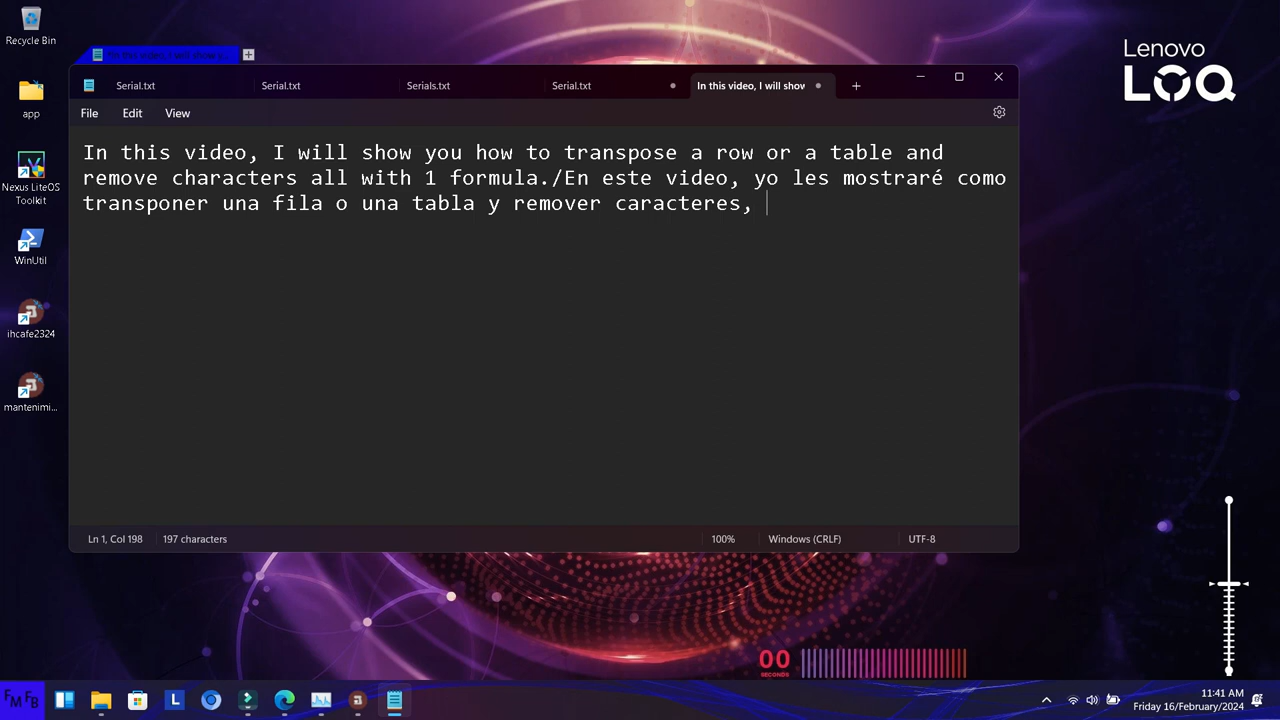 Recycle Bin
app
Nexus LiteOS
Toolkit
WinUtil
ihcafe2324
mantenimi...
Lenovo
LOQ
Serial.txt
Serial.txt
Serials.txt
Serial.txt
In this video, I will show
File
Edit
View
In this video, I will show you how to transpose a row or a table and
remove characters all with 1 formula./En este video, yo les mostraré como
transponer una fila o una tabla y remover caracteres,
Ln 1, Col 198
197 characters
100%
Windows (CRLF)
UTF-8
00
SECONDS
FM FB
L
11:41 AM
Friday 16/February/2024